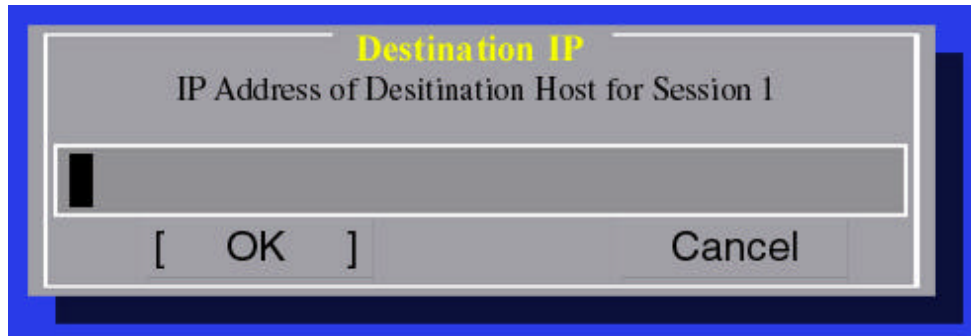 Destination IP
IP Address of Desitination Host for Session 1
[ OK ] Cancel